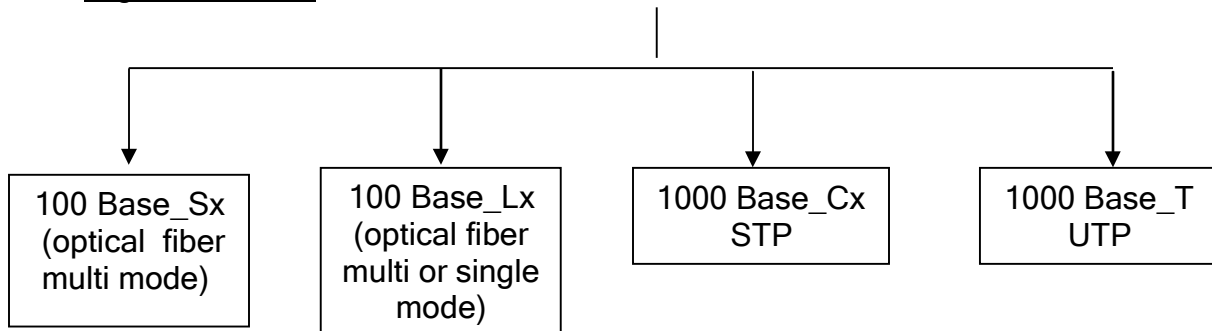 100 Base_Sx
(optical fiber
multi mode)
100 Base_Lx
(optical fiber
multi or single
mode)
1000 Base_Cx
STP
1000 Base_T
UTP